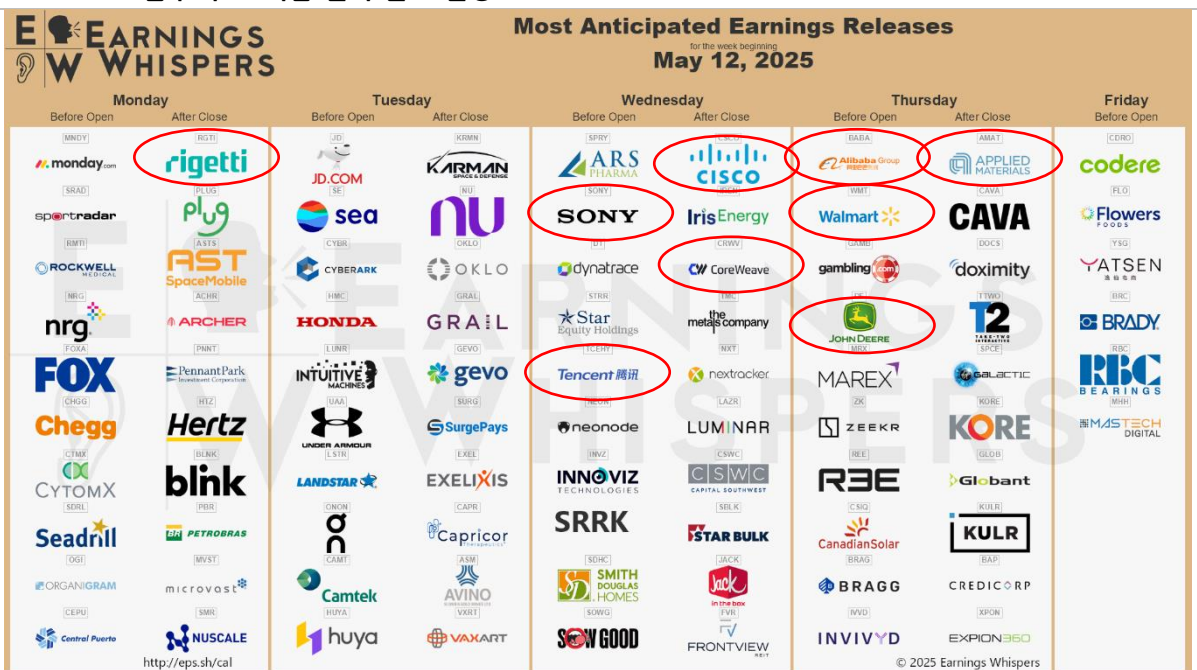 EARNINGS
WHISPERS
E
W
Most Anticipated Earnings Releases
for the week beginning
May 12, 2025
Monday
Tuesday
Wednesday
Thursday
Friday
Before Open
After Close
Before Open
After Close
Before Open
After Close
Before Open
After Close
Before Open
MNDY
RGTI
JD
KRMN
SPRY
CSCO
BABA
AMAT
CDRO
monday.com
rigetti
JD.COM
KARMAN
SPACE & DEFENSE
ARS
PHARMA
CISCO
Alibaba Group
APPLIED
MATERIALS
codere
SRAD
PLUG
SE
NU
SONY
WMT
CAVA
FLO
sportradar
plug
sea
nu
SONY
IrisEnergy
Walmart
CAVA
Flowers
FOODS
RMTI
ASTS
CYBR
OKLO
DT
CRWV
GAMB
DOCS
YSG
ROCKWELL
MEDICAL
AST
SpaceMobile
CYBERARK
OKLO
dynatrace
CW CoreWeave
gambling.com
doximity
YATSEN
NRG
ACHR
HMC
GRAL
STRR
TMC
DE
TTWO
BRC
nrg
ARCHER
HONDA
GRAIL
Star
Equity Holdings
the
metals company
JOHN DEERE
T2
TAKE-TWO
INTERACTIVE
BRADY
FOXA
PNNT
LUNR
GEVO
TCEHY
NXT
MRX
SPCE
RBC
FOX
PennantPark
Investment Corporation
INTUITIVE
MACHINES
gevo
Tencent 腾讯
nextracker
MAREX
GALACTIC
RBC
BEARINGS
CHGG
HTZ
UAA
SURG
NEON
LAZR
ZK
KORE
MHH
Chegg
Hertz
UNDER ARMOUR
SurgePays
neonode
LUMINAR
ZEEKR
KORE
MASTECH
DIGITAL
CTMX
BLNK
LSTR
EXEL
INVZ
CSWC
REE
GLOB
CYTOMX
blink
LANDSTAR
EXELIXIS
INNOVIZ
TECHNOLOGIES
CSWC
CAPITAL SOUTHWEST
REE
Globant
SDRL
PBR
ONON
CAPR
SRRK
SBLK
CSIQ
KULR
Seadrill
BR PETROBRAS
on
Capricor
Therapeutics
STAR BULK
CanadianSolar
KULR
OGI
MVST
CAMT
ASM
SDHC
JACK
BRAG
BAP
ORGANIGRAM
microvast
Camtek
AVINO
SD
SMITH
DOUGLAS
HOMES
Jack
in the box
BRAGG
CREDICORP
CEPU
SMR
HUYA
VXRT
SOWG
FVR
IVVD
XPON
Central Puerto
NUSCALE
huya
VAXART
SOW GOOD
FRONTVIEW
REIT
INVIVYD
EXPION360
http://eps.sh/cal
© 2025 Earnings Whispers